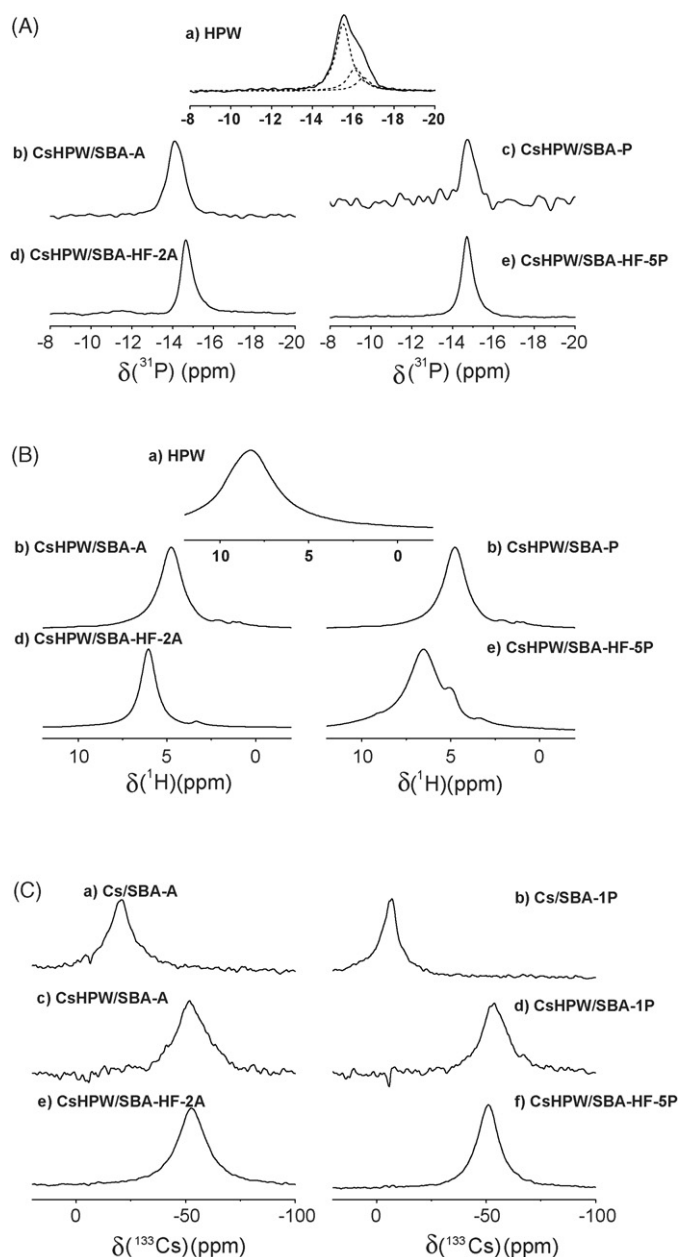 (A)
a) HPW
-8 -10 -12 -14 -16 -18 -20
b) CsHPW/SBA-A
c) CsHPW/SBA-P
d) CsHPW/SBA-HF-2A
e) CsHPW/SBA-HF-5P
-8 -10 -12 -14 -16 -18 -20
-8 -10 -12 -14 -16 -18 -20
δ(³¹P) (ppm)
δ(³¹P) (ppm)
(B)
a) HPW
10 5 0
b) CsHPW/SBA-A
b) CsHPW/SBA-P
d) CsHPW/SBA-HF-2A
e) CsHPW/SBA-HF-5P
10 5 0
10 5 0
δ(¹H)(ppm)
δ(¹H)(ppm)
(C)
a) Cs/SBA-A
b) Cs/SBA-1P
c) CsHPW/SBA-A
d) CsHPW/SBA-1P
e) CsHPW/SBA-HF-2A
f) CsHPW/SBA-HF-5P
0 -50 -100
0 -50 -100
δ(¹³³Cs)(ppm)
δ(¹³³Cs)(ppm)